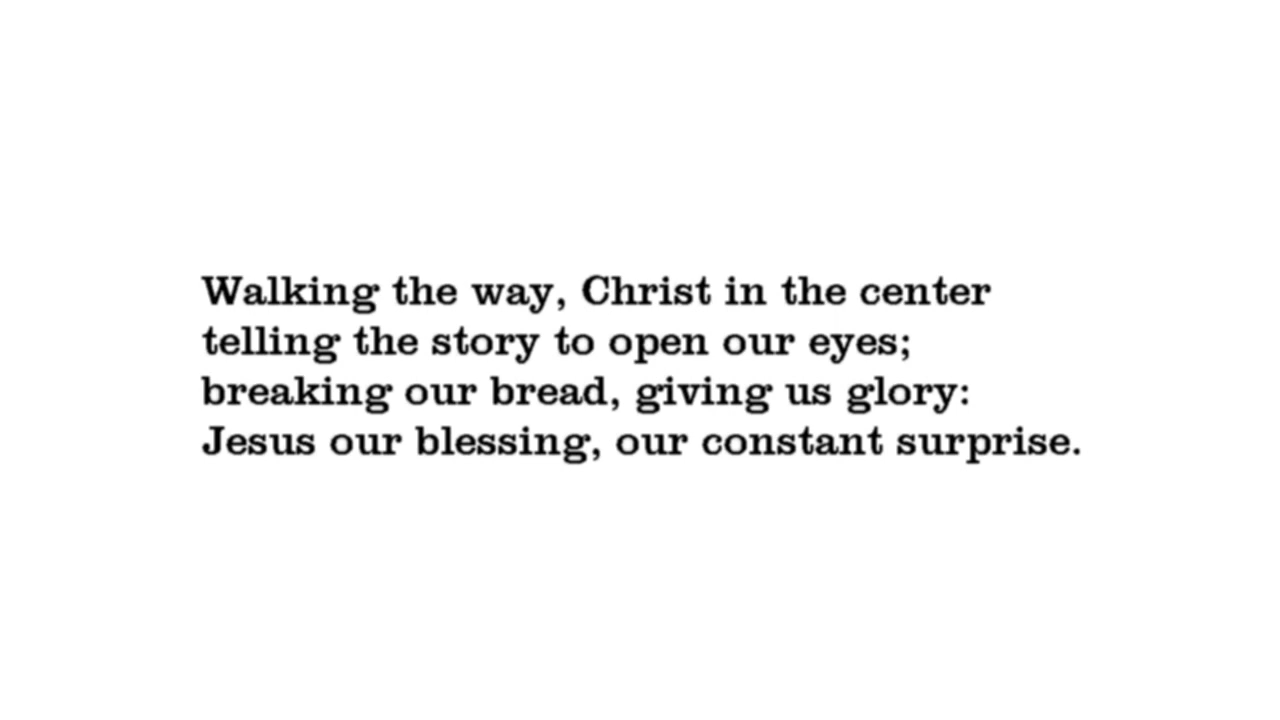 Walking the way, Christ in the center
telling the story to open our eyes;
breaking our bread, giving us glory:
Jesus our blessing, our constant surprise.